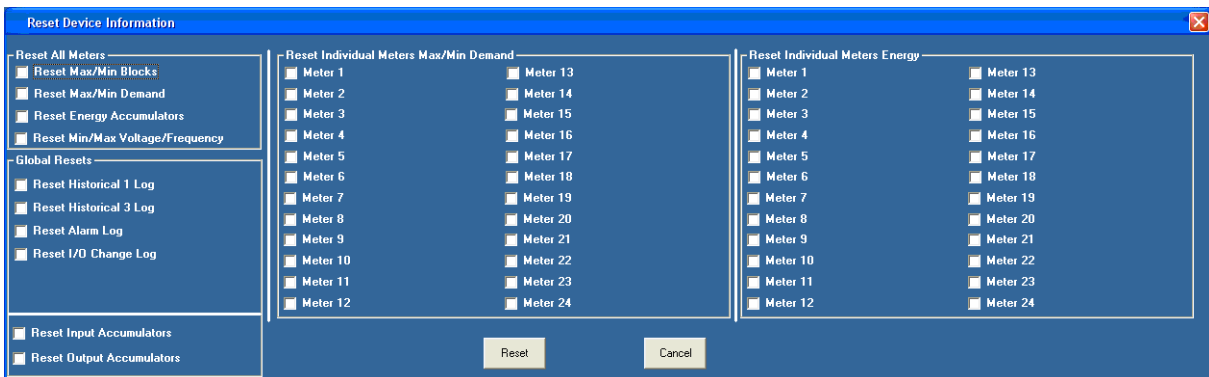 Reset Device Information
Reset All Meters
Reset Max/Min Blocks
Reset Max/Min Demand
Reset Energy Accumulators
Reset Min/Max Voltage/Frequency
Global Resets
Reset Historical 1 Log
Reset Historical 3 Log
Reset Alarm Log
Reset I/O Change Log
Reset Input Accumulators
Reset Output Accumulators
Reset Individual Meters Max/Min Demand
Meter 1
Meter 2
Meter 3
Meter 4
Meter 5
Meter 6
Meter 7
Meter 8
Meter 9
Meter 10
Meter 11
Meter 12
Meter 13
Meter 14
Meter 15
Meter 16
Meter 17
Meter 18
Meter 19
Meter 20
Meter 21
Meter 22
Meter 23
Meter 24
Reset Individual Meters Energy
Meter 1
Meter 2
Meter 3
Meter 4
Meter 5
Meter 6
Meter 7
Meter 8
Meter 9
Meter 10
Meter 11
Meter 12
Meter 13
Meter 14
Meter 15
Meter 16
Meter 17
Meter 18
Meter 19
Meter 20
Meter 21
Meter 22
Meter 23
Meter 24
Reset
Cancel